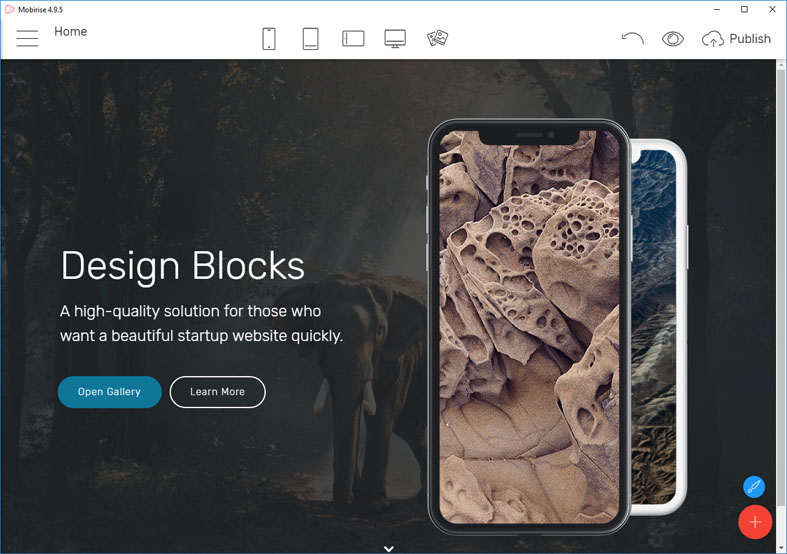 Mobirise 4.9.5
Home
Publish
Design Blocks
A high-quality solution for those who
want a beautiful startup website quickly.
Open Gallery
Learn More